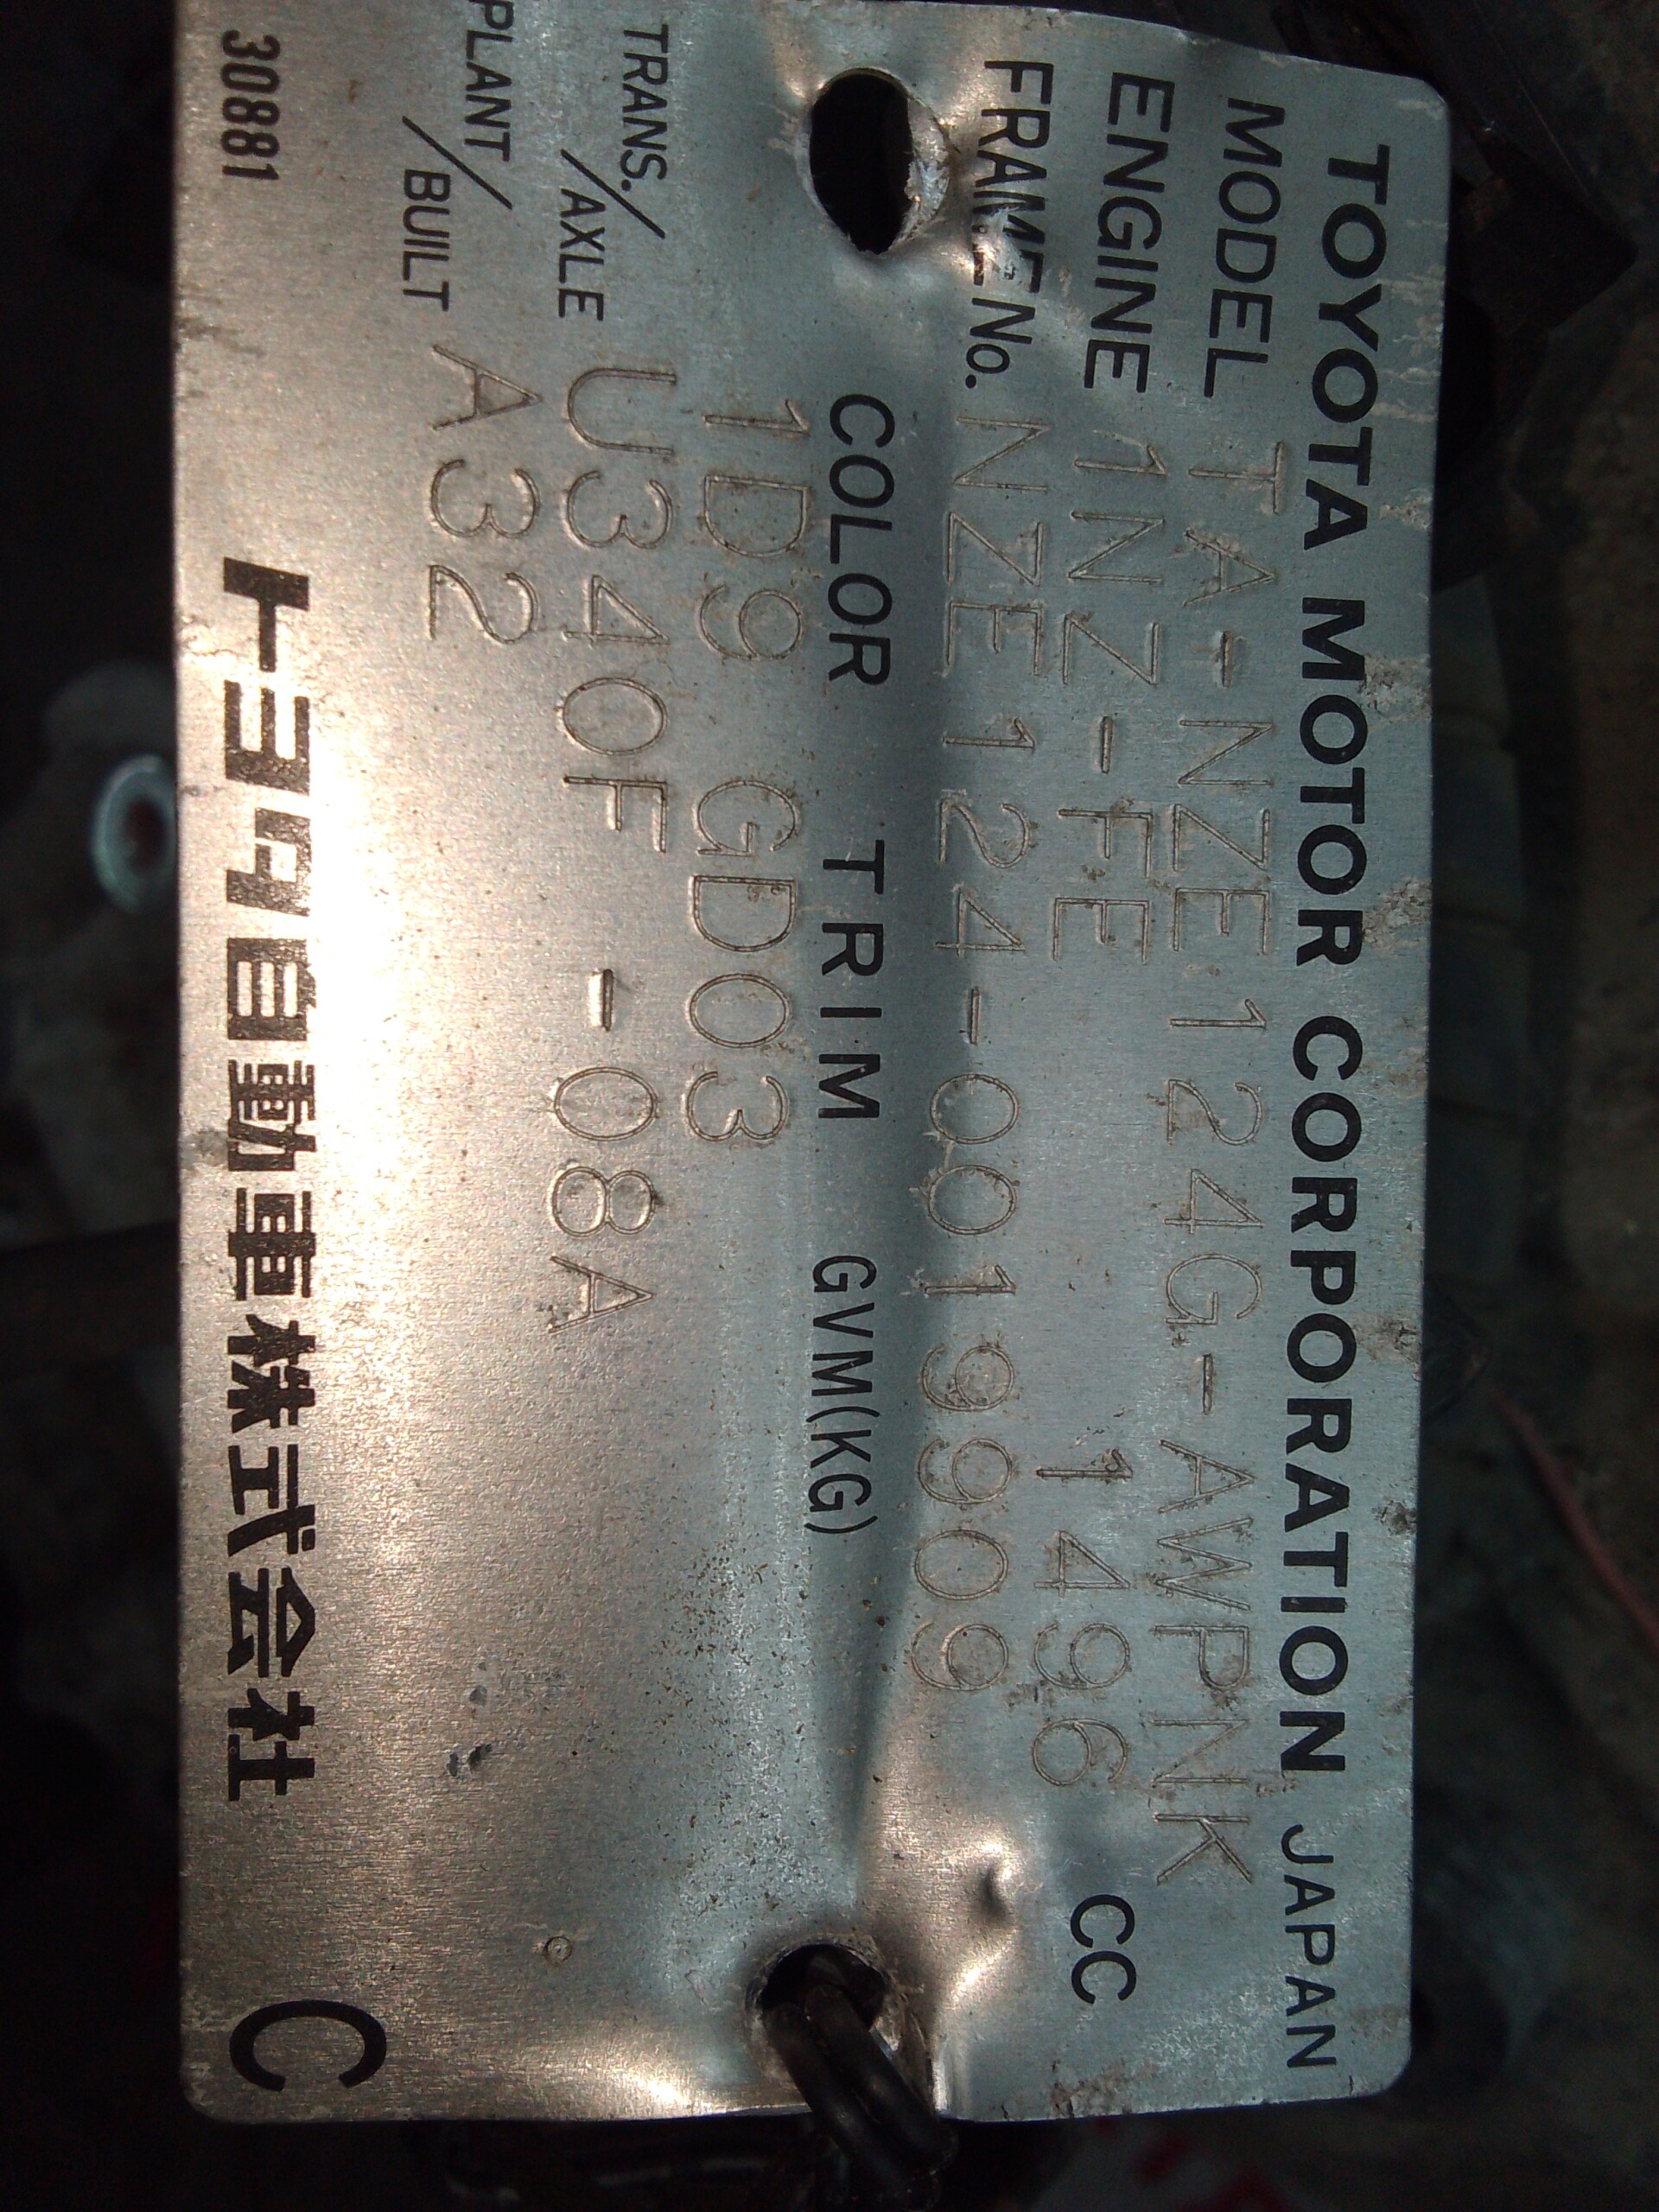 TOYOTA MOTOR CORPORATION JAPAN
MODEL TA-NZE124G-AWPNK
ENGINE 1NZ-FE 1496 CC
FRAME No. NZE124-0019909
COLOR TRIM GVM(KG)
1D9 GD03
TRANS./AXLE U340F -08A
PLANT/BUILT A32
30881 トヨタ自動車株式会社 C